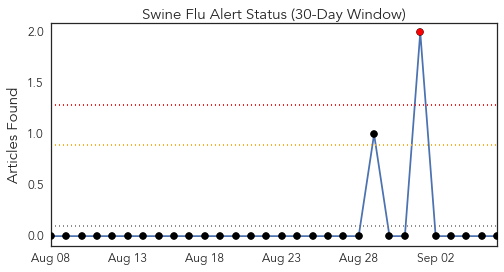 Swine Flu Alert Status (30-Day Window)
Articles Found
2.0
1.5
1.0
0.5
0.0
Aug 08 Aug 13 Aug 18 Aug 23 Aug 28 Sep 02